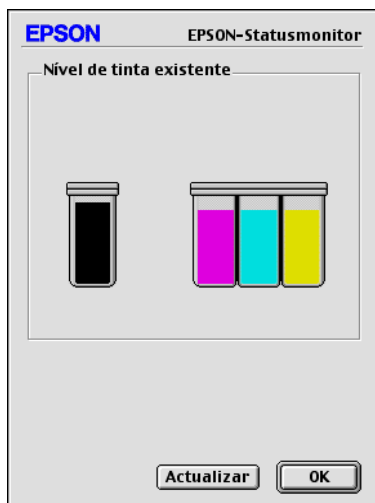 EPSON EPSON-Statusmonitor
Nível de tinta existente
Actualizar OK